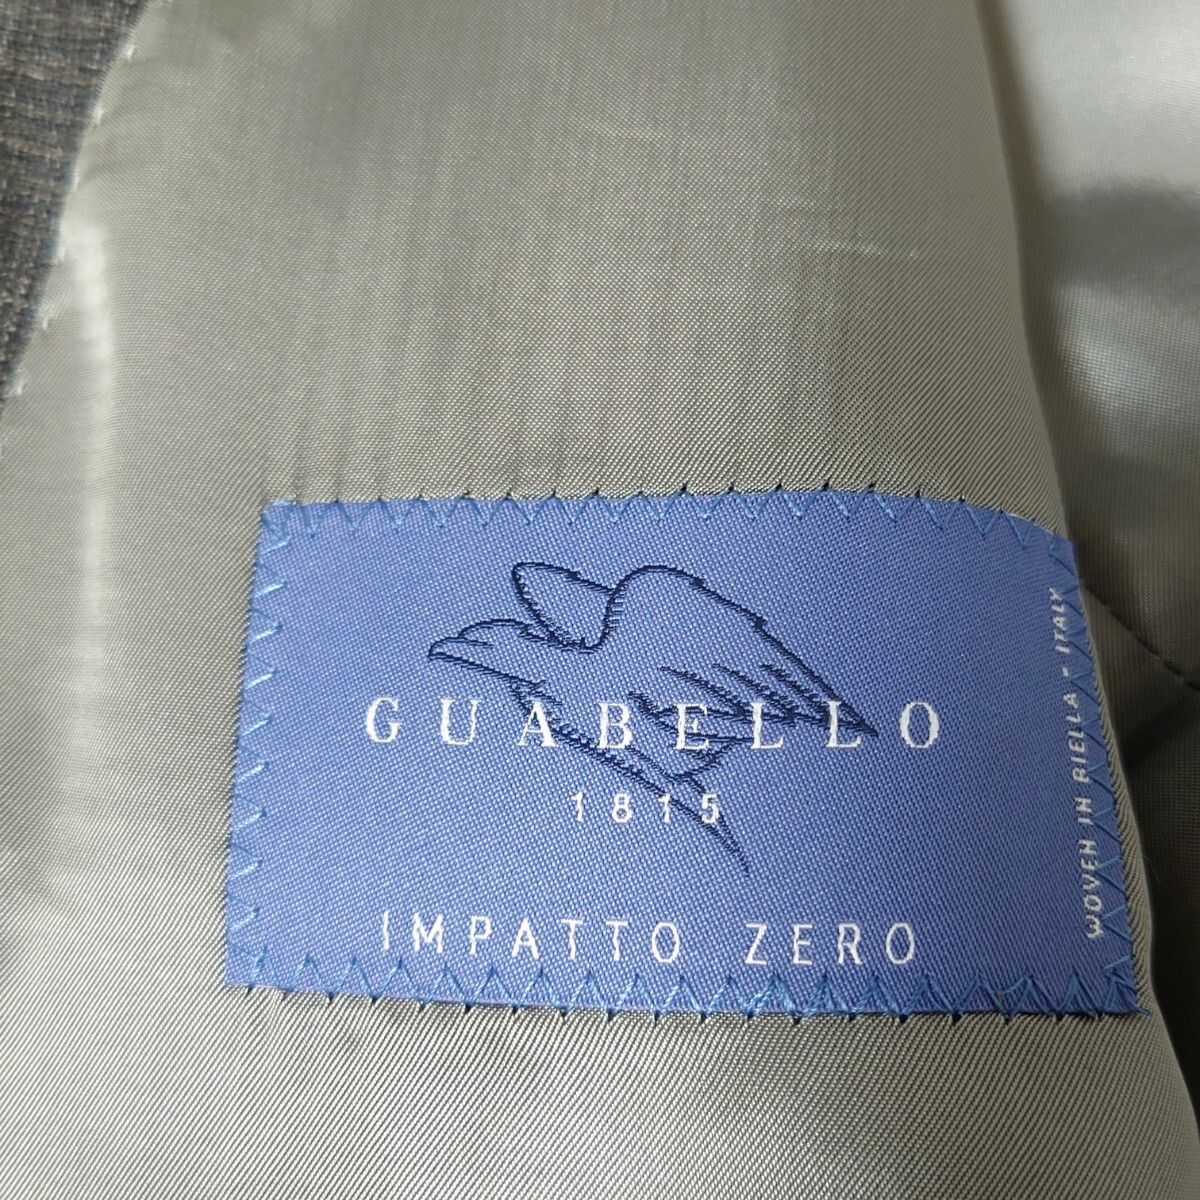 GUABELLO
1815
IMPATTO ZERO
WOVEN IN BIELLA - ITALY